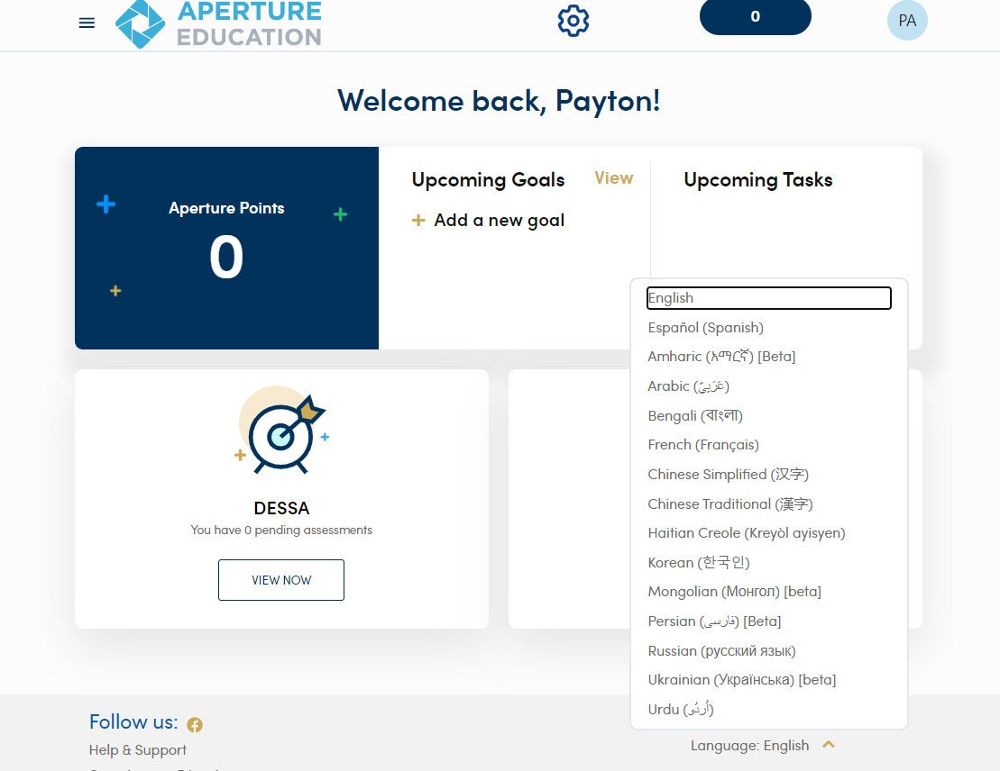 APERTURE
EDUCATION
0
PA
Welcome back, Payton!
Aperture Points
0
Upcoming Goals
View
Add a new goal
Upcoming Tasks
DESSA
You have 0 pending assessments
VIEW NOW
English
Español (Spanish)
Amharic (አማርኛ) [Beta]
Arabic (عَرَبِيّ)
Bengali (বাংলা)
French (Français)
Chinese Simplified (汉字)
Chinese Traditional (漢字)
Haitian Creole (Kreyòl ayisyen)
Korean (한국인)
Mongolian (Монгол) [beta]
Persian (فارسی) [Beta]
Russian (русский язык)
Ukrainian (Українська) [beta]
Urdu (اُردُو)
Follow us:
Help & Support
Language: English